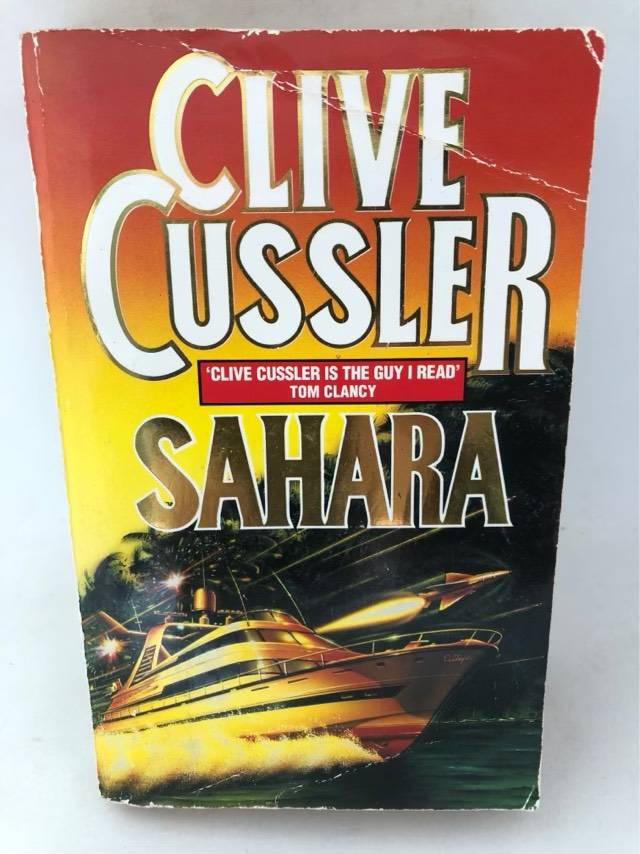 CLIVE
CUSSLER
‘CLIVE CUSSLER IS THE GUY I READ’
TOM CLANCY
SAHARA